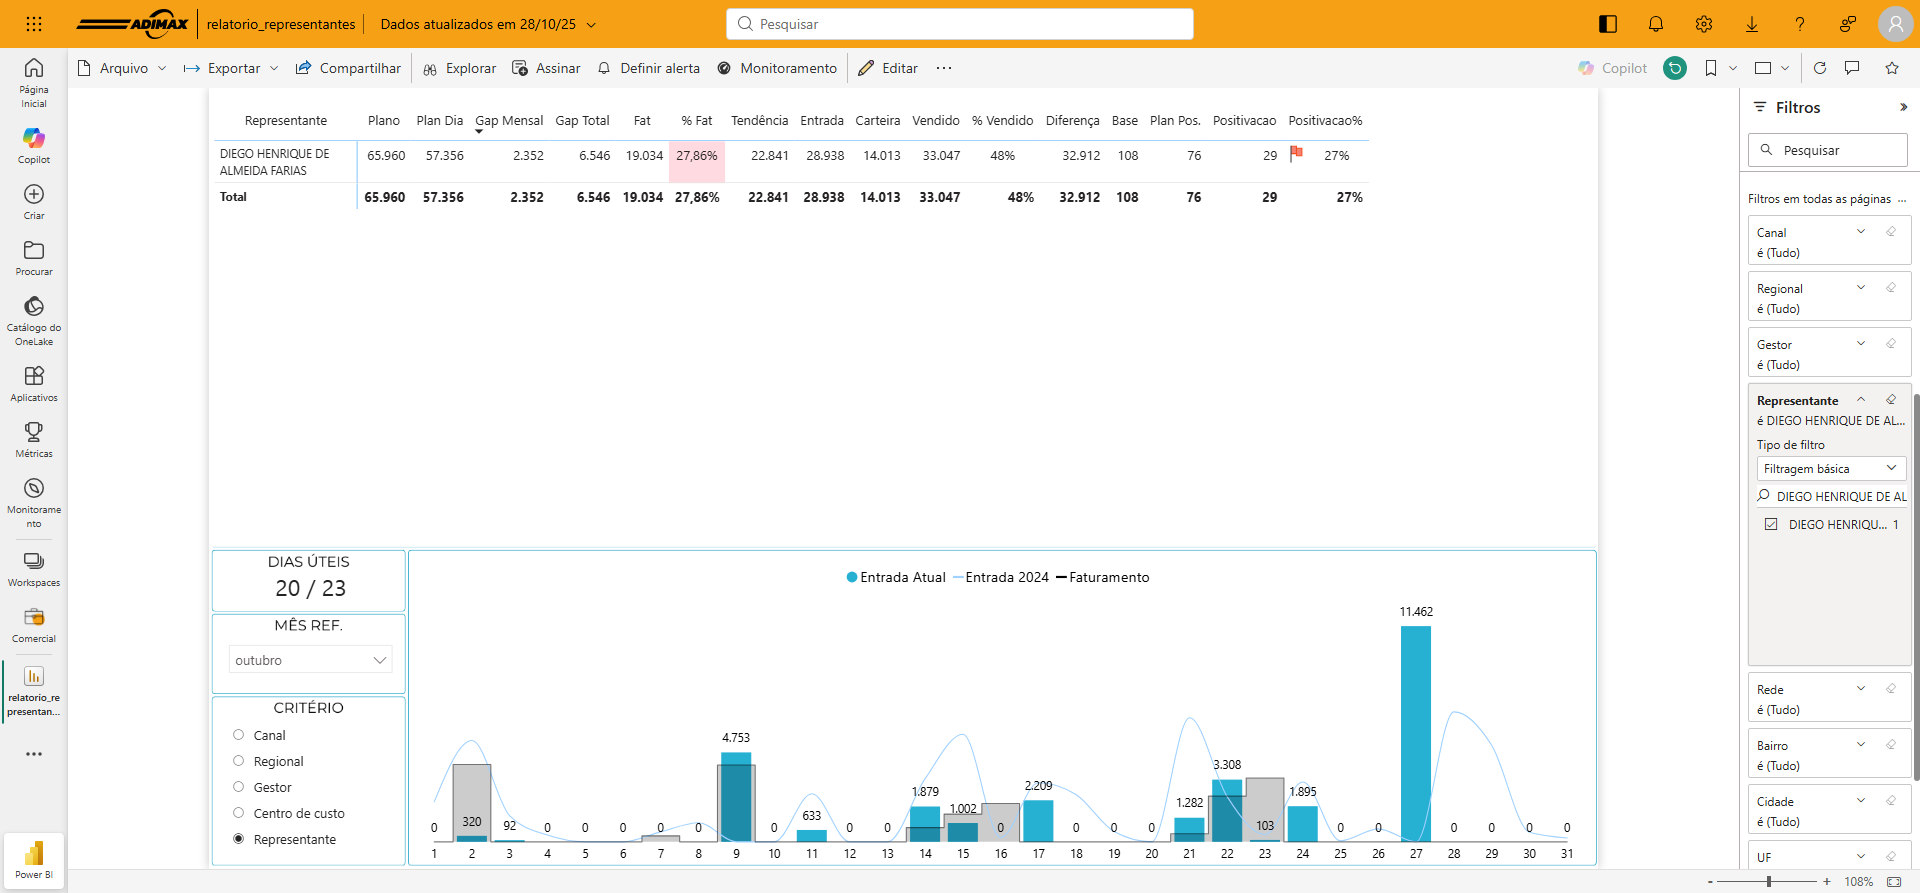 ADIMAX
relatorio_representantes
Dados atualizados em 28/10/25
Pesquisar
Arquivo
Exportar
Compartilhar
Explorar
Assinar
Definir alerta
Monitoramento
Editar
Copilot
Página Inicial
Copilot
Criar
Procurar
Catálogo do OneLake
Aplicativos
Métricas
Monitorame
nto
Workspaces
Comercial
relatorio_re
presentan...
Power BI
Representante Plano Plan Dia Gap Mensal Gap Total Fat % Fat Tendência Entrada Carteira Vendido % Vendido Diferença Base Plan Pos. Positivacao Positivacao%
DIEGO HENRIQUE DE
ALMEIDA FARIAS
65.960 57.356 2.352 6.546 19.034 27,86% 22.841 28.938 14.013 33.047 48% 32.912 108 76 29 27%
Total 65.960 57.356 2.352 6.546 19.034 27,86% 22.841 28.938 14.013 33.047 48% 32.912 108 76 29 27%
DIAS ÚTEIS
20 / 23
MÊS REF.
outubro
CRITÉRIO
Canal
Regional
Gestor
Centro de custo
Representante
Entrada Atual Entrada 2024 Faturamento
0 320 92 0 0 0 0 0 4.753 0 633 0 0 1.879 1.002 0 2.209 0 0 0 1.282 3.308 103 1.895 0 0 11.462 0 0 0 0
1 2 3 4 5 6 7 8 9 10 11 12 13 14 15 16 17 18 19 20 21 22 23 24 25 26 27 28 29 30 31
Filtros
Pesquisar
Filtros em todas as páginas ...
Canal
é (Tudo)
Regional
é (Tudo)
Gestor
é (Tudo)
Representante
é DIEGO HENRIQUE DE AL...
Tipo de filtro
Filtragem básica
DIEGO HENRIQUE DE AL
DIEGO HENRIQU... 1
Rede
é (Tudo)
Bairro
é (Tudo)
Cidade
é (Tudo)
UF
- + 108%